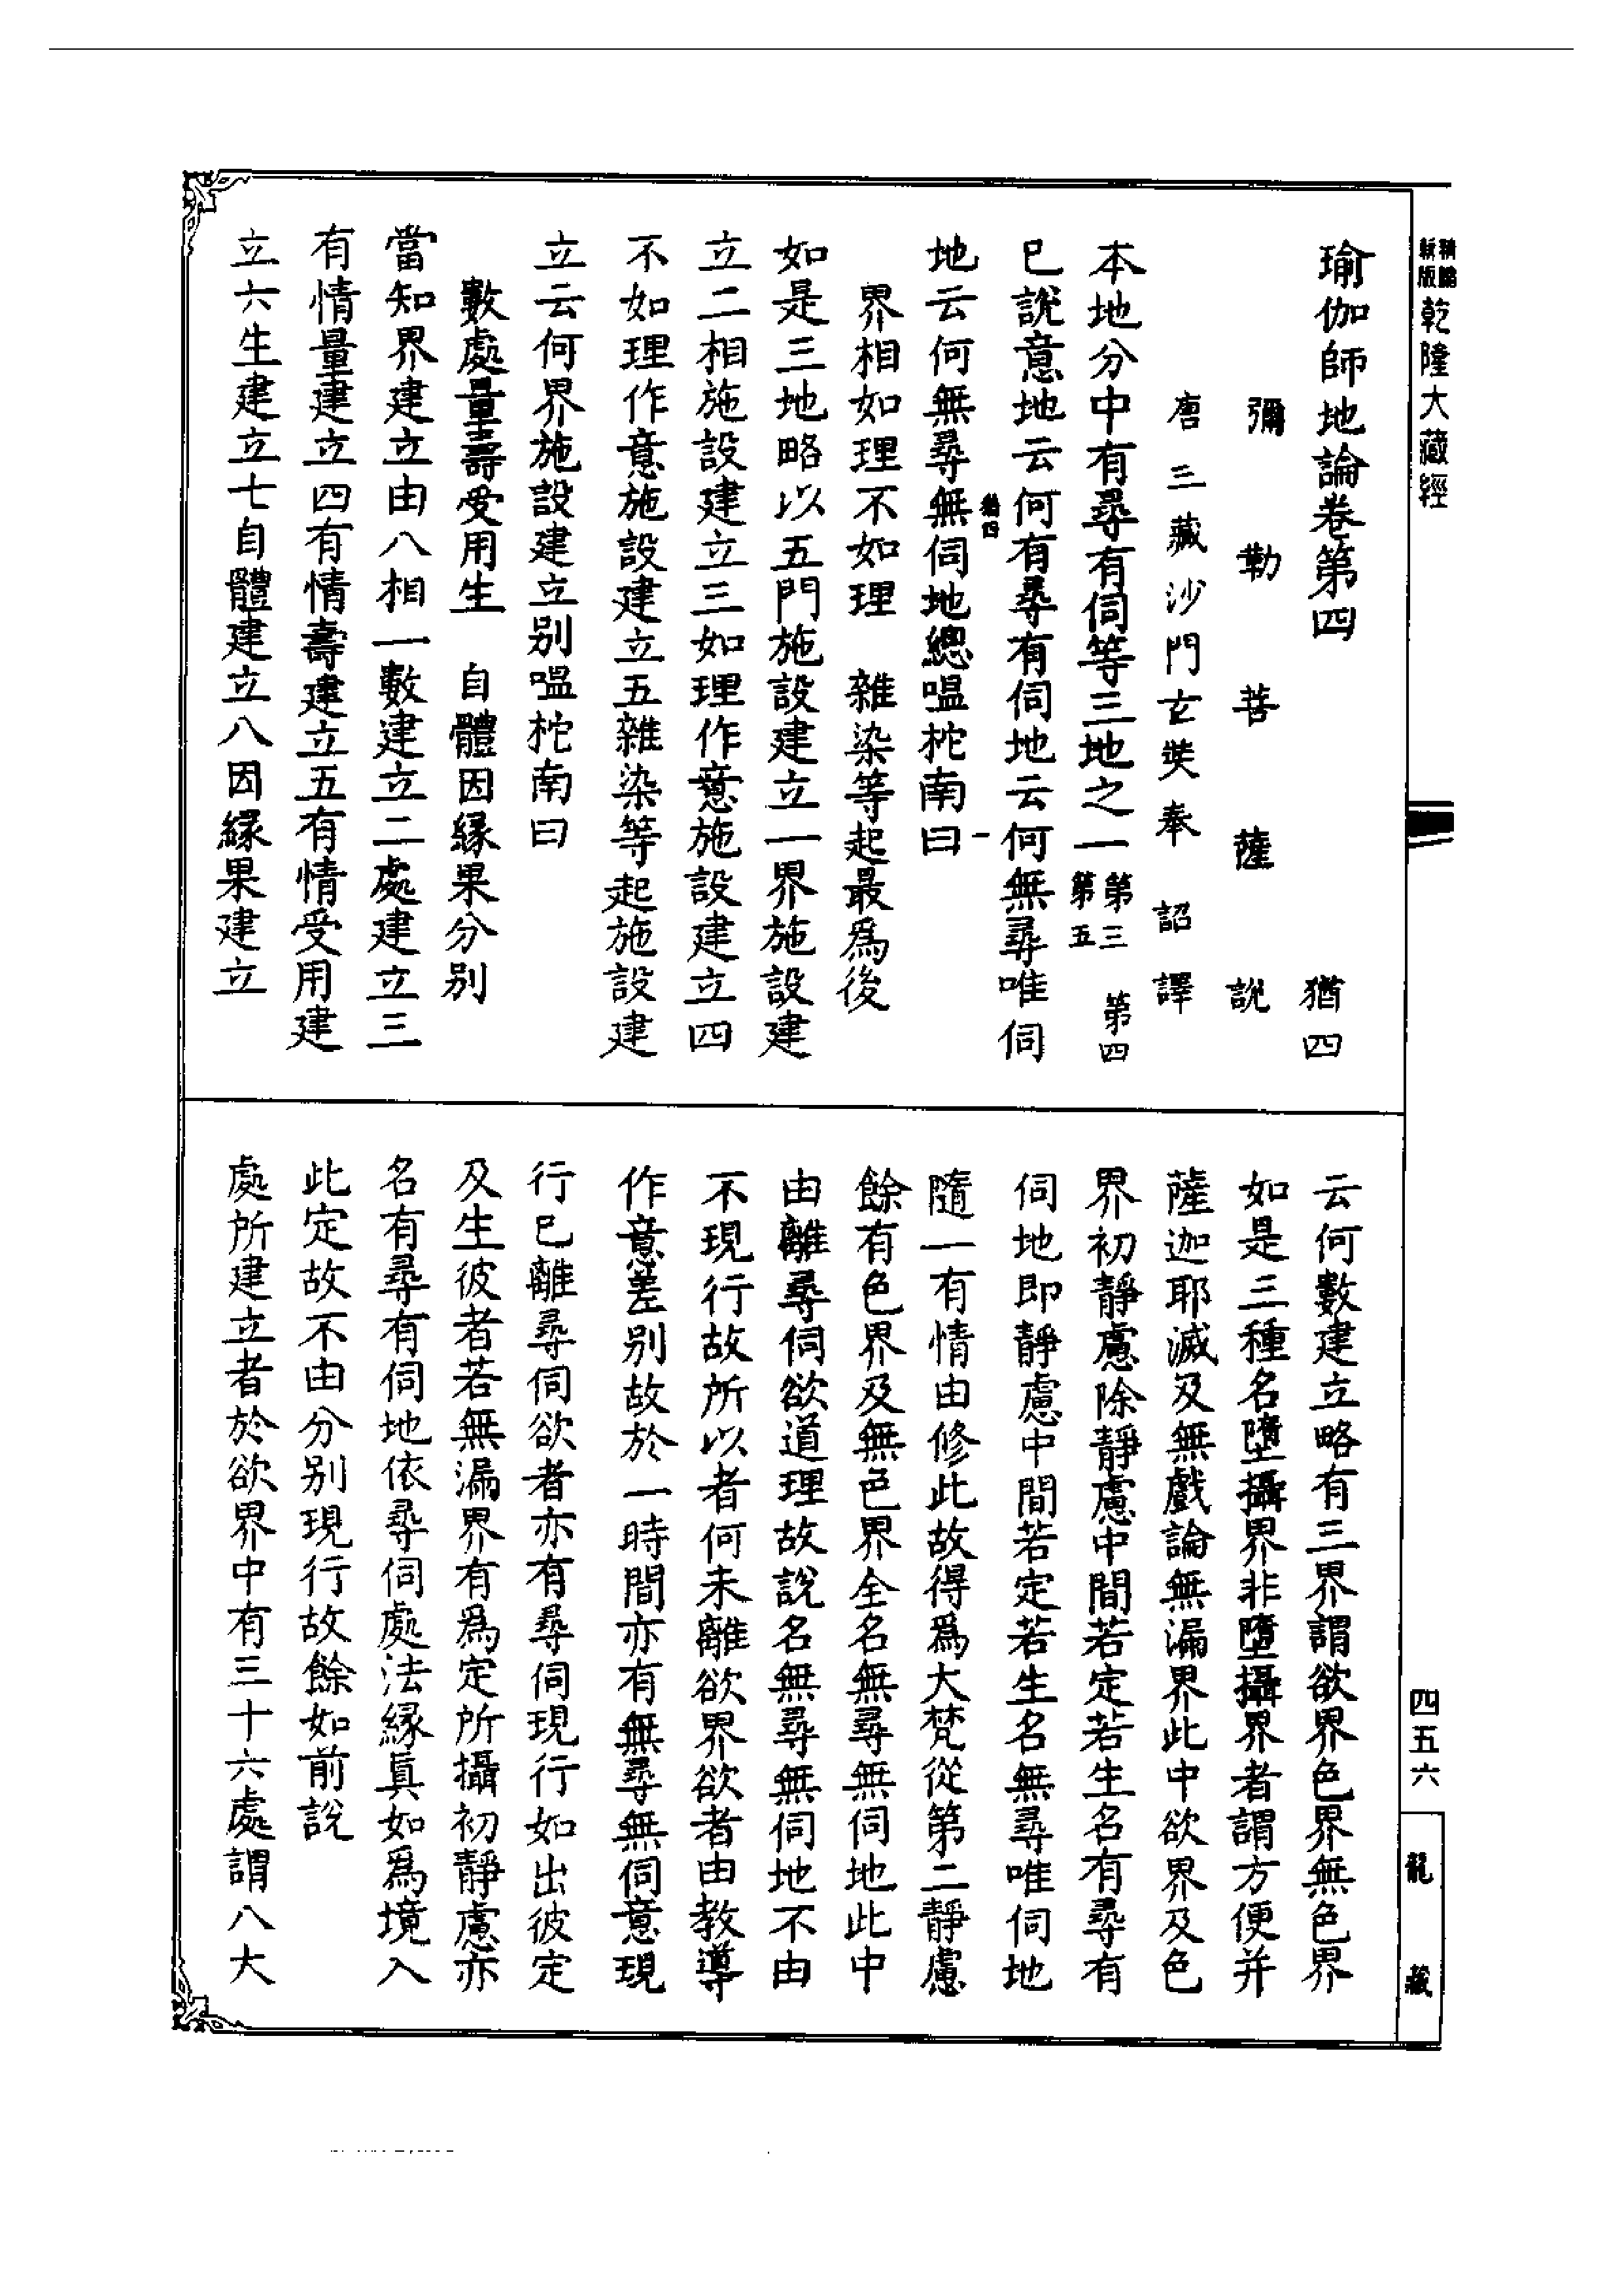 新編
新版
乾隆大藏經
瑜伽師地論卷第四
猶四
彌勒菩薩說
唐三藏沙門玄奘奉詔譯
本地分中有尋有伺等三地之一第三 第四
第五
已說意地云何有尋有伺地云何無尋唯伺
猶四
一
地云何無尋無伺地總嗢柁南曰
界相如理不如理 雜染等起最爲後
如是三地略以五門施設建立一界施設建
立二相施設建立三如理作意施設建立四
不如理作意施設建立五雜染等起施設建
立云何界施設建立別嗢柁南曰
數處量壽受用生 自體因緣果分別
當知界建立由八相一數建立二處建立三
有情量建立四有情壽建立五有情受用建
立六生建立七自體建立八因緣果建立
云何數建立略有三界謂欲界色界無色界
如是三種名墮攝界非墮攝界者謂方便并
薩迦耶滅及無戲論無漏界此中欲界及色
界初靜慮除靜慮中間若定若生名有尋有
伺地即靜慮中間若定若生名無尋唯伺地
隨一有情由修此故得爲大梵從第二靜慮
餘有色界及無色界全名無尋無伺地此中
由離尋伺欲道理故說名無尋無伺地不由
不現行故所以者何未離欲界欲者由教導
作意差別故於一時間亦有無尋無伺意現
行已離尋伺欲者亦有尋伺現行如出彼定
及生彼者若無漏界有爲定所攝初靜慮亦
名有尋有伺地依尋伺處法緣眞如爲境入
此定故不由分別現行故餘如前說
處所建立者於欲界中有三十六處謂八大
四五六
龍藏